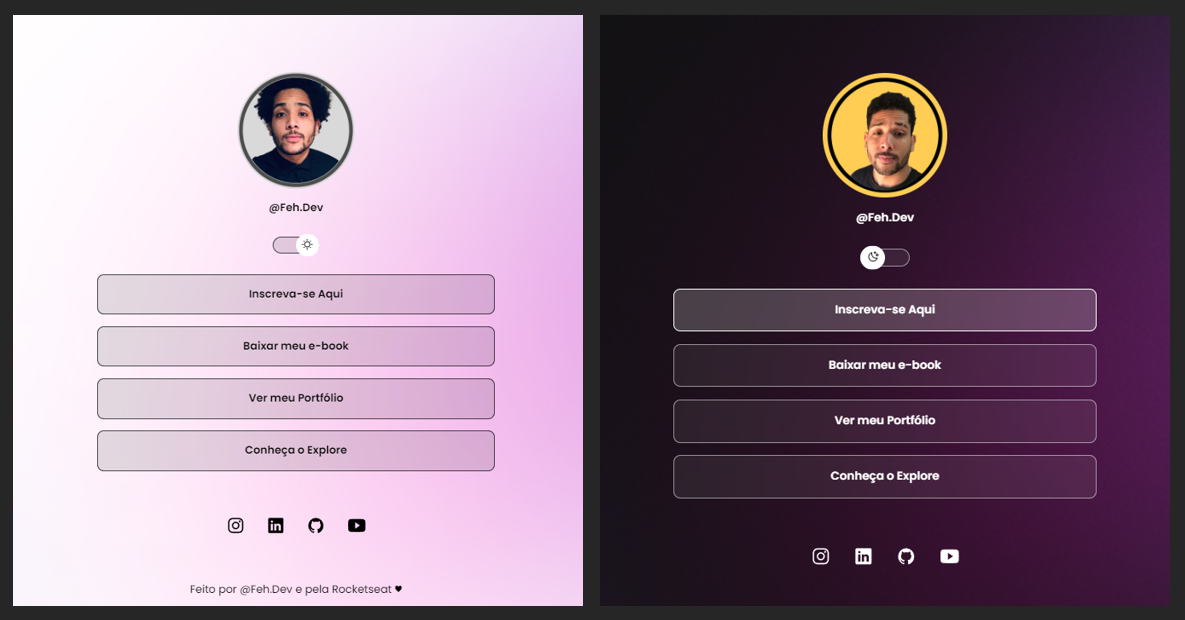 @Feh.Dev
Inscreva-se Aqui
Baixar meu e-book
Ver meu Portfólio
Conheça o Explore
Feito por @Feh.Dev e pela Rocketseat ♥
@Feh.Dev
Inscreva-se Aqui
Baixar meu e-book
Ver meu Portfólio
Conheça o Explore